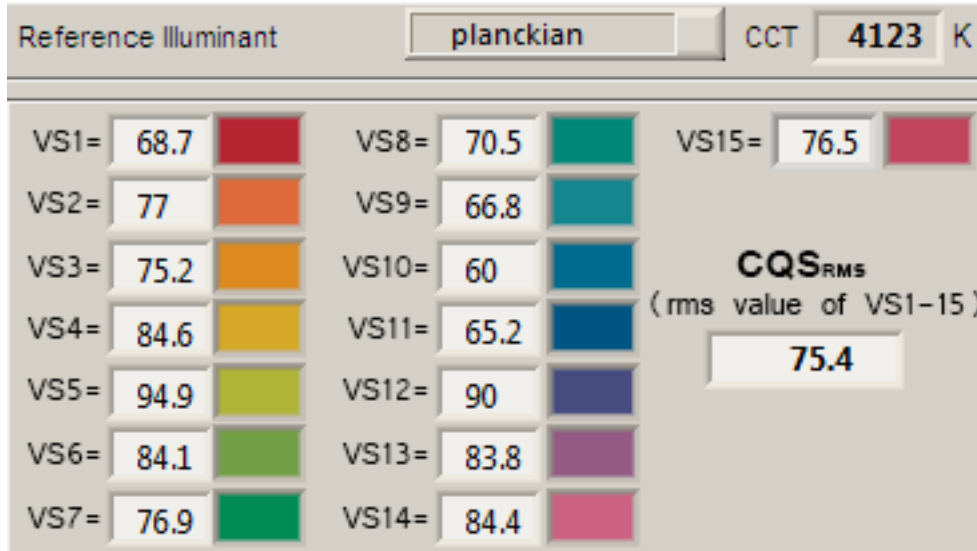 Reference Illuminant planckian CCT 4123 K
VS1= 68.7 VS8= 70.5 VS15= 76.5
VS2= 77 VS9= 66.8
VS3= 75.2 VS10= 60 CQSRMS
VS4= 84.6 VS11= 65.2 (rms value of VS1-15)
VS5= 94.9 VS12= 90 75.4
VS6= 84.1 VS13= 83.8
VS7= 76.9 VS14= 84.4